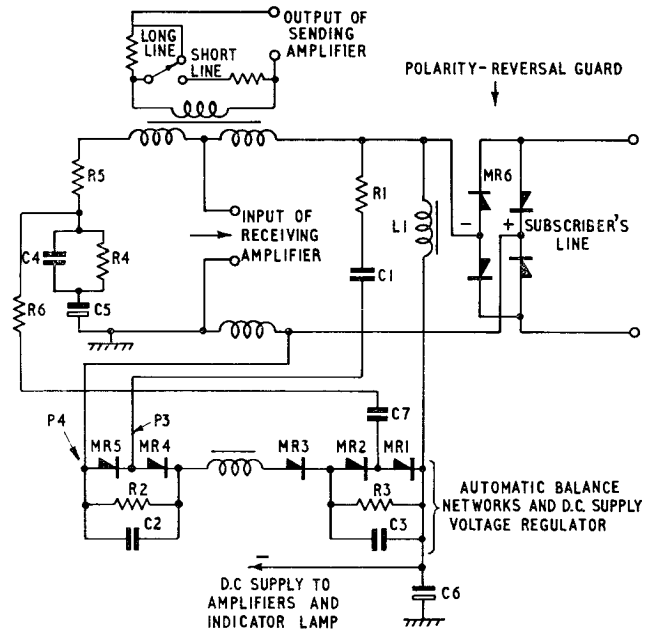 OUTPUT OF
SENDING
AMPLIFIER
LONG
LINE
SHORT
LINE
POLARITY-REVERSAL GUARD
R5
R1
MR6
L1
-
+
SUBSCRIBER'S
LINE
INPUT OF
RECEIVING
AMPLIFIER
C4
R4
C1
R6
C5
P4
P3
C7
MR5
MR4
MR3
MR2
MR1
R2
R3
C2
C3
AUTOMATIC BALANCE
NETWORKS AND D.C. SUPPLY
VOLTAGE REGULATOR
-
D.C SUPPLY TO
AMPLIFIERS AND
INDICATOR LAMP
C6